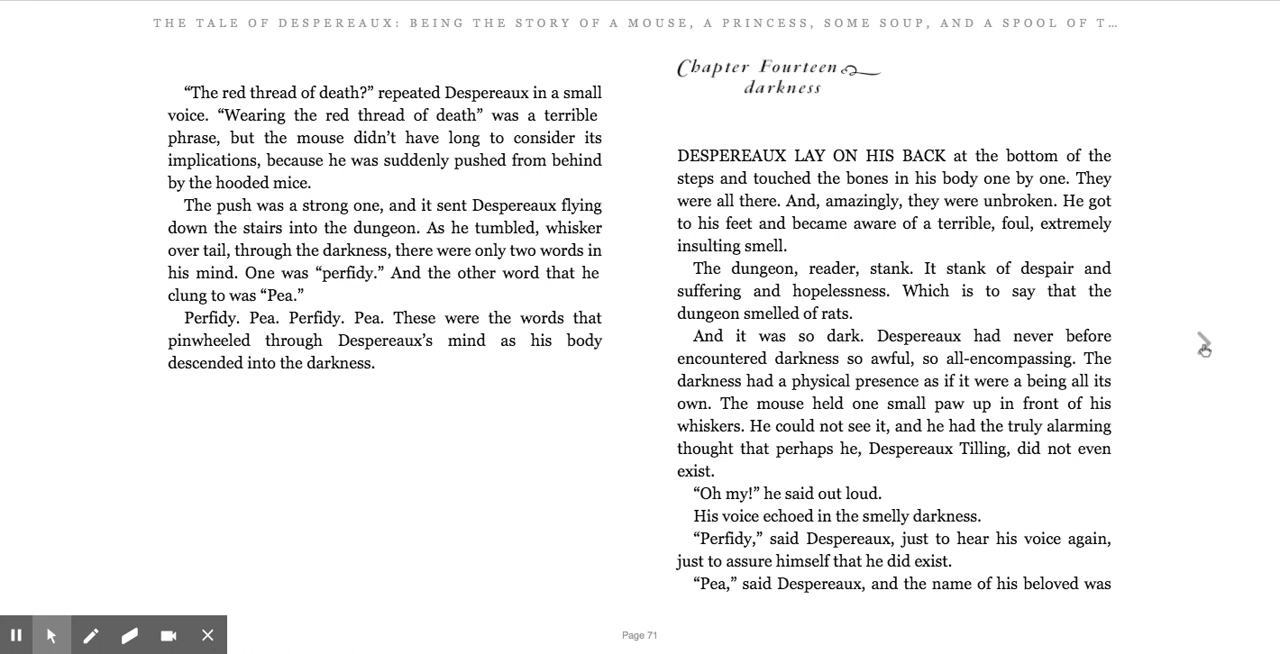 THE TALE OF DESPEREAUX: BEING THE STORY OF A MOUSE, A PRINCESS, SOME SOUP, AND A SPOOL OF T…
“The red thread of death?” repeated Despereaux in a small
voice. “Wearing the red thread of death” was a terrible
phrase, but the mouse didn’t have long to consider its
implications, because he was suddenly pushed from behind
by the hooded mice.
The push was a strong one, and it sent Despereaux flying
down the stairs into the dungeon. As he tumbled, whisker
over tail, through the darkness, there were only two words in
his mind. One was “perfidy.” And the other word that he
clung to was “Pea.”
Perfidy. Pea. Perfidy. Pea. These were the words that
pinwheeled through Despereaux’s mind as his body
descended into the darkness.
Chapter Fourteen
darkness
DESPEREAUX LAY ON HIS BACK at the bottom of the
steps and touched the bones in his body one by one. They
were all there. And, amazingly, they were unbroken. He got
to his feet and became aware of a terrible, foul, extremely
insulting smell.
The dungeon, reader, stank. It stank of despair and
suffering and hopelessness. Which is to say that the
dungeon smelled of rats.
And it was so dark. Despereaux had never before
encountered darkness so awful, so all-encompassing. The
darkness had a physical presence as if it were a being all its
own. The mouse held one small paw up in front of his
whiskers. He could not see it, and he had the truly alarming
thought that perhaps he, Despereaux Tilling, did not even
exist.
“Oh my!” he said out loud.
His voice echoed in the smelly darkness.
“Perfidy,” said Despereaux, just to hear his voice again,
just to assure himself that he did exist.
“Pea,” said Despereaux, and the name of his beloved was
Page 71